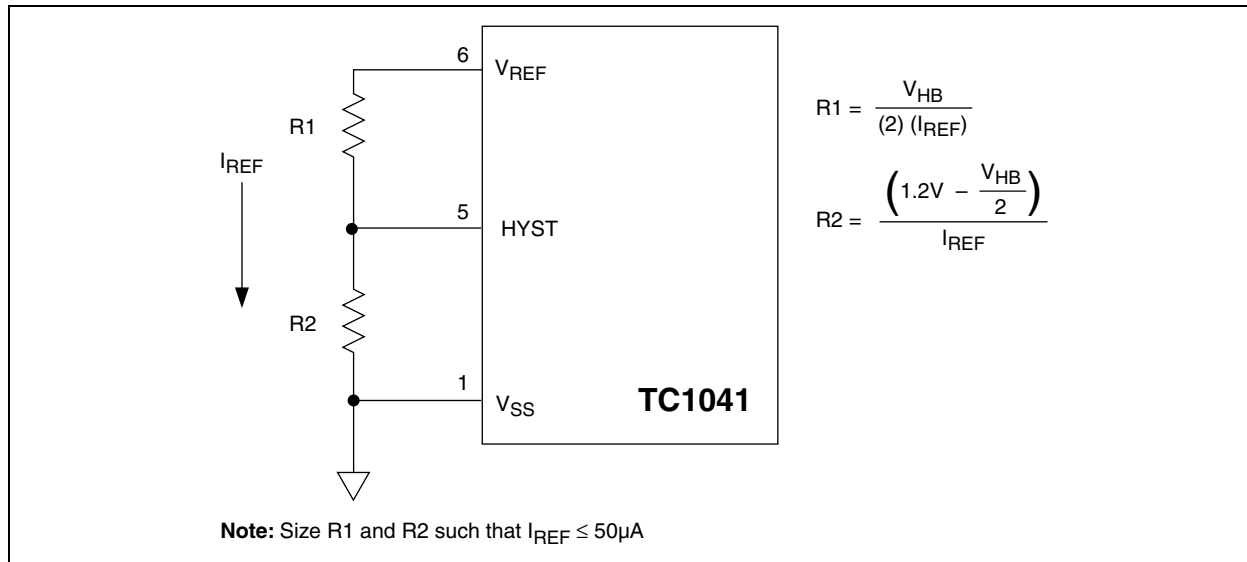 6
VREF
R1
IREF
5
HYST
R2
1
VSS
TC1041
R1 = VHB / (2) (IREF)
R2 = (1.2V – VHB / 2) / IREF
Note: Size R1 and R2 such that IREF ≤ 50µA